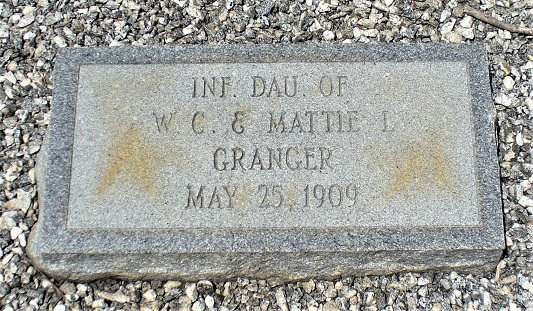 INF. DAU. OF
W. C. & MATTIE L
GRANGER
MAY 25, 1909